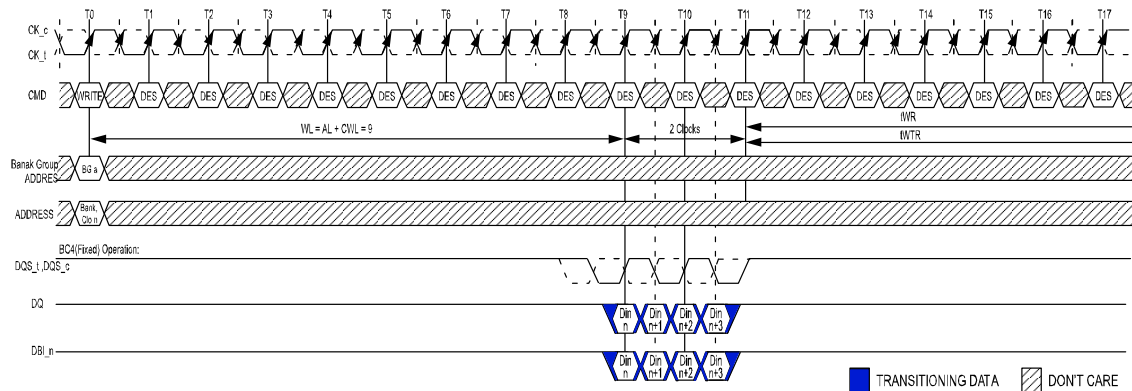 T0 T1 T2 T3 T4 T5 T6 T7 T8 T9 T10 T11 T12 T13 T14 T15 T16 T17
CK_c
CK_t
CMD WRITE DES DES DES DES DES DES DES DES DES DES DES DES DES DES DES DES DES
tWR
WL = AL + CWL = 9 2 Clocks
tWTR
Banak Group
ADDRES
BG a
ADDRESS
Bank,
Clo n
BC4(Fixed) Operation:
DQS_t ,DQS_c
DQ
Din n Din n+1 Din n+2 Din n+3
DBI_n
Din n Din n+1 Din n+2 Din n+3
TRANSITIONING DATA DON'T CARE